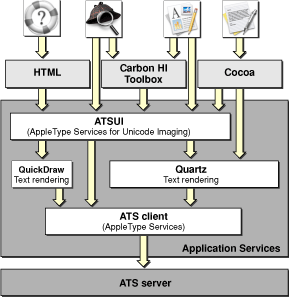 HTML
Carbon HI
Toolbox
Cocoa
ATSUI
(AppleType Services for Unicode Imaging)
QuickDraw
Text rendering
Quartz
Text rendering
ATS client
(AppleType Services)
Application Services
ATS server